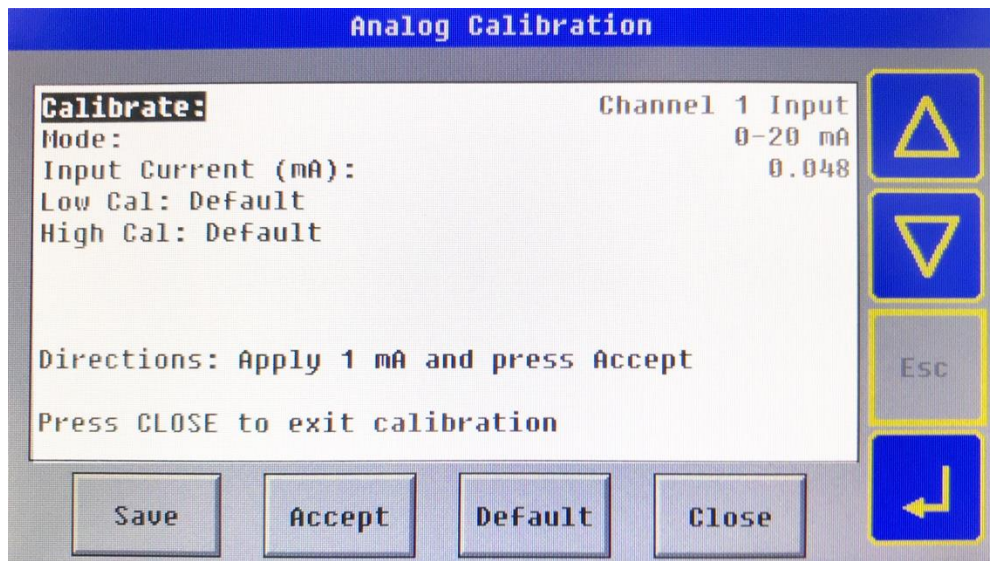 Analog Calibration
Calibrate: Channel 1 Input
Mode: 0-20 mA
Input Current (mA): 0.048
Low Cal: Default
High Cal: Default
Directions: Apply 1 mA and press Accept
Press CLOSE to exit calibration
Esc
Save Accept Default Close